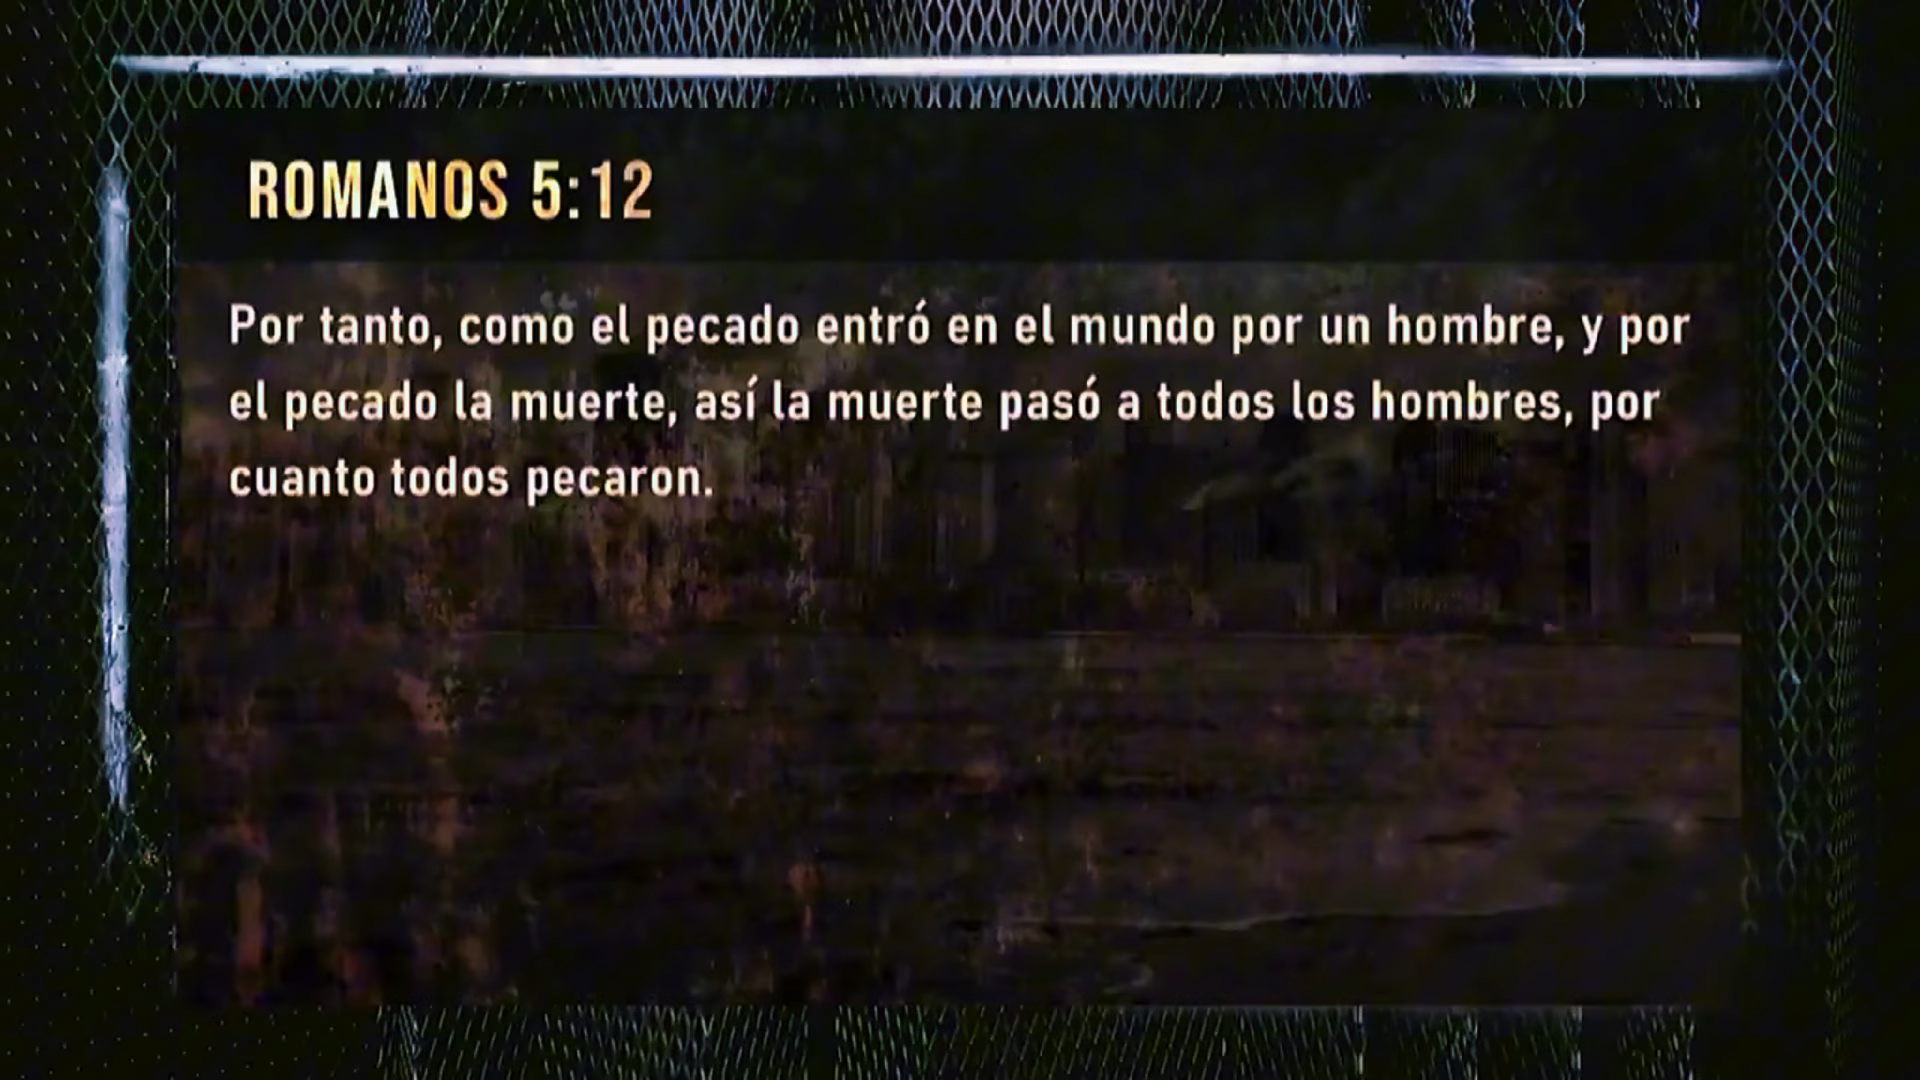 ROMANOS 5:12
Por tanto, como el pecado entró en el mundo por un hombre, y por
el pecado la muerte, así la muerte pasó a todos los hombres, por
cuanto todos pecaron.